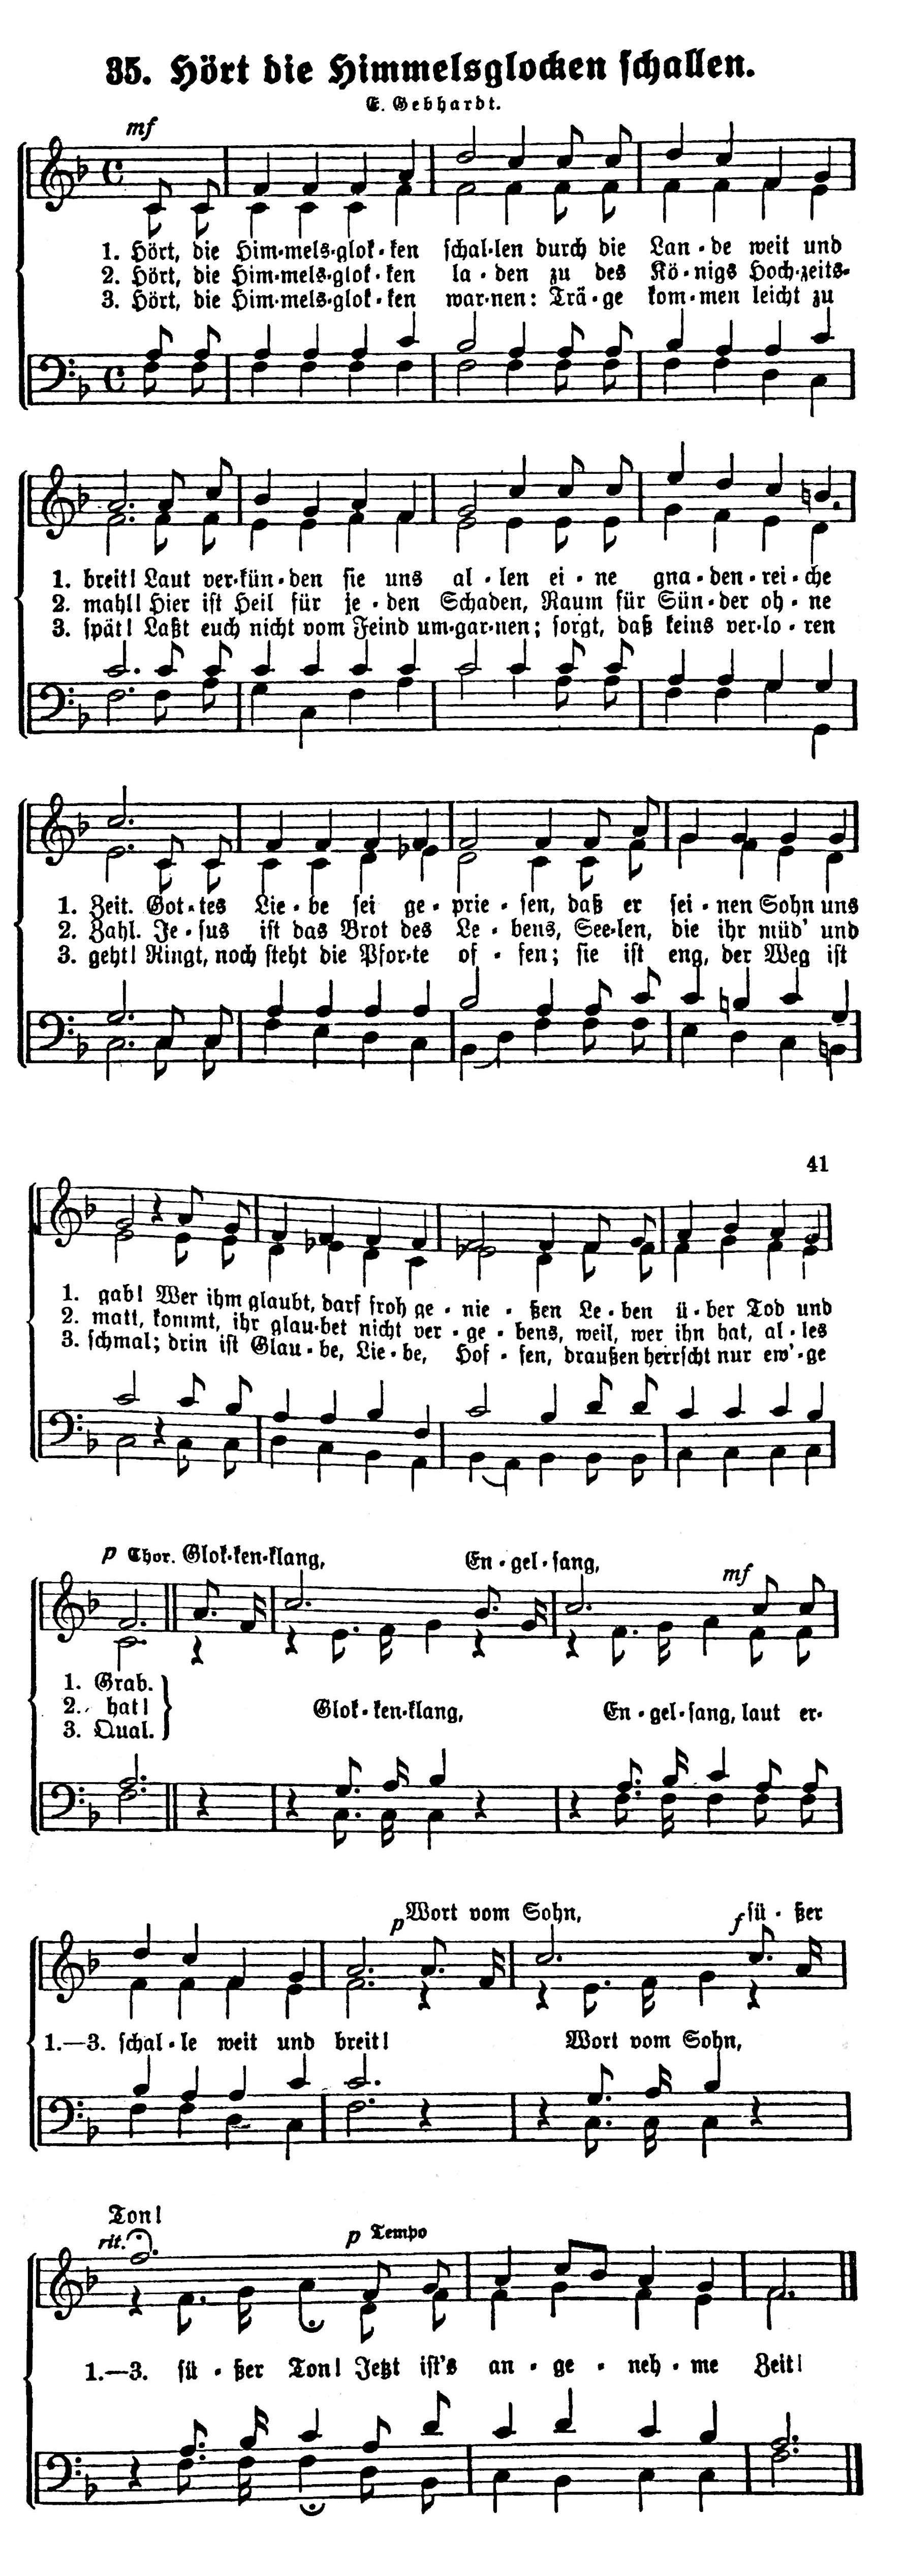 35. Hört die Himmelsglocken schallen.
E. Gebhardt.
mf
1. Hört, die Him-mels-glok-ken schal-len durch die Lan-de weit und
2. Hört, die Him-mels-glok-ken la-den zu des Kö-nigs Hoch-zeits-
3. Hört, die Him-mels-glok-ken war-nen: Trä-ge kom-men leicht zu
1. breit! Laut ver-kün-den sie uns al-len ei-ne gna-den-rei-che
2. mahl! Hier ist Heil für je-den Schaden, Raum für Sün-der oh-ne
3. spät! Laßt euch nicht vom Feind um-gar-nen; sorgt, daß keins ver-lo-ren
1. Zeit. Got-tes Lie-be sei ge-prie-sen, daß er sei-nen Sohn uns
2. Zahl. Je-sus ist das Brot des Le-bens, See-len, die ihr müd' und
3. geht! Ringt, noch steht die Pfor-te of-fen; sie ist eng, der Weg ist
41
1. gab! Wer ihm glaubt, darf froh ge-nie-ßen Le-ben ü-ber Tod und
2. matt, kommt, ihr glau-bet nicht ver-ge-bens, weil, wer ihn hat, al-les
3. schmal; drin ist Glau-be, Lie-be, Hof-fen, draußen herrscht nur ew'-ge
p Chor. Glok-ken-klang, En-gel-sang, mf
1. Grab.
2. hat!
3. Qual.
Glok-ken-klang, En-gel-sang, laut er-
p Wort vom Sohn, f sü-ßer
1.—3. schal-le weit und breit! Wort vom Sohn,
Ton!
rit. p Tempo
1.—3. sü-ßer Ton! Jetzt ist's an-ge-neh-me Zeit!